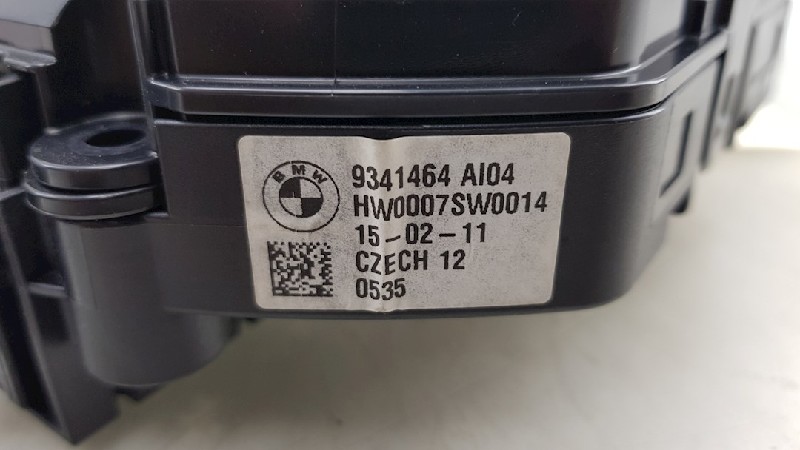 BMW
9341464 AI04
HW0007SW0014
15-02-11
CZECH 12
0535